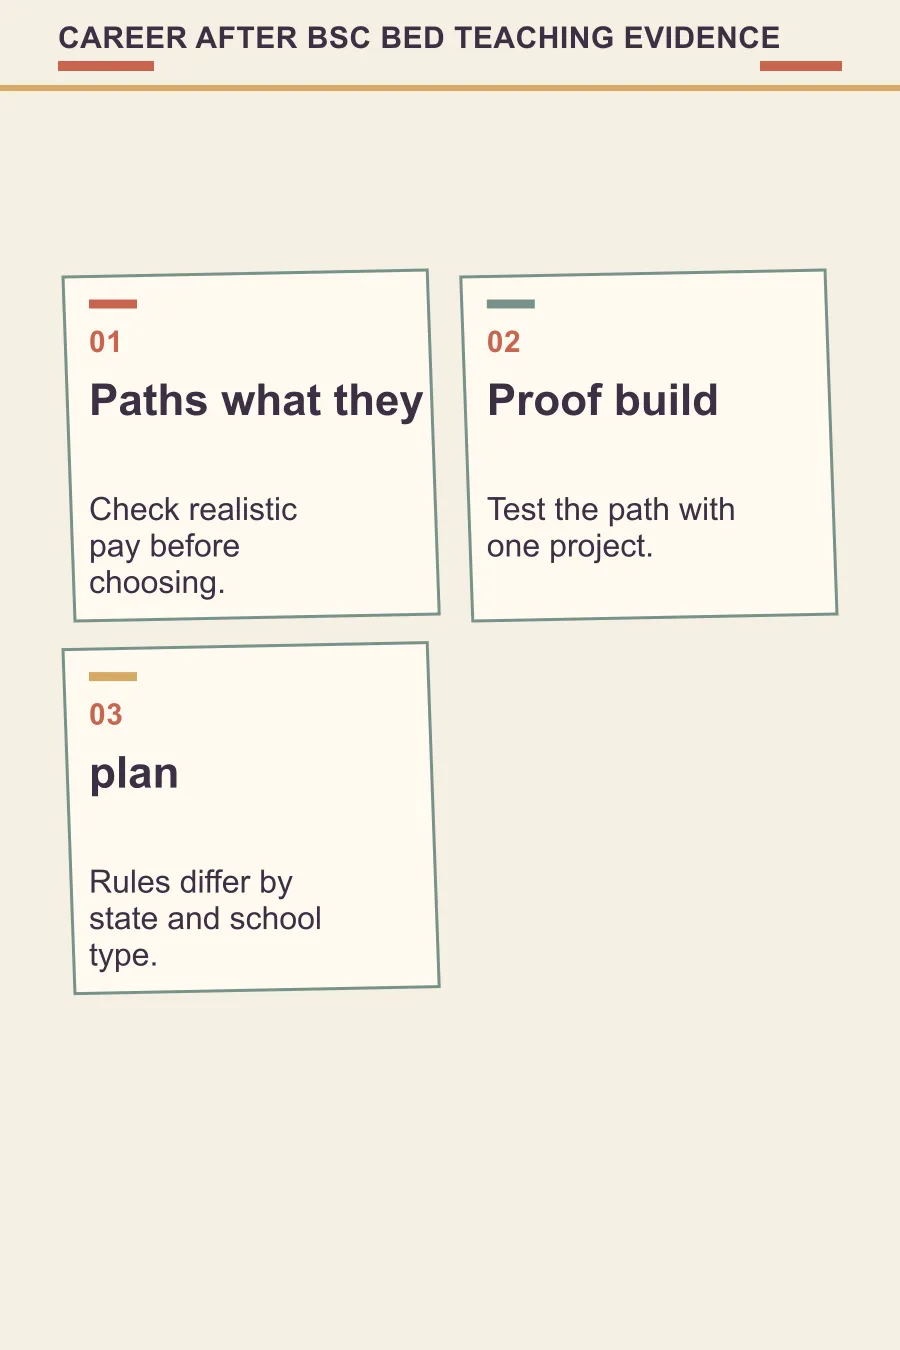 CAREER AFTER BSC BED TEACHING EVIDENCE
01
Paths what they
Check realistic
pay before
choosing.
02
Proof build
Test the path with
one project.
03
plan
Rules differ by
state and school
type.